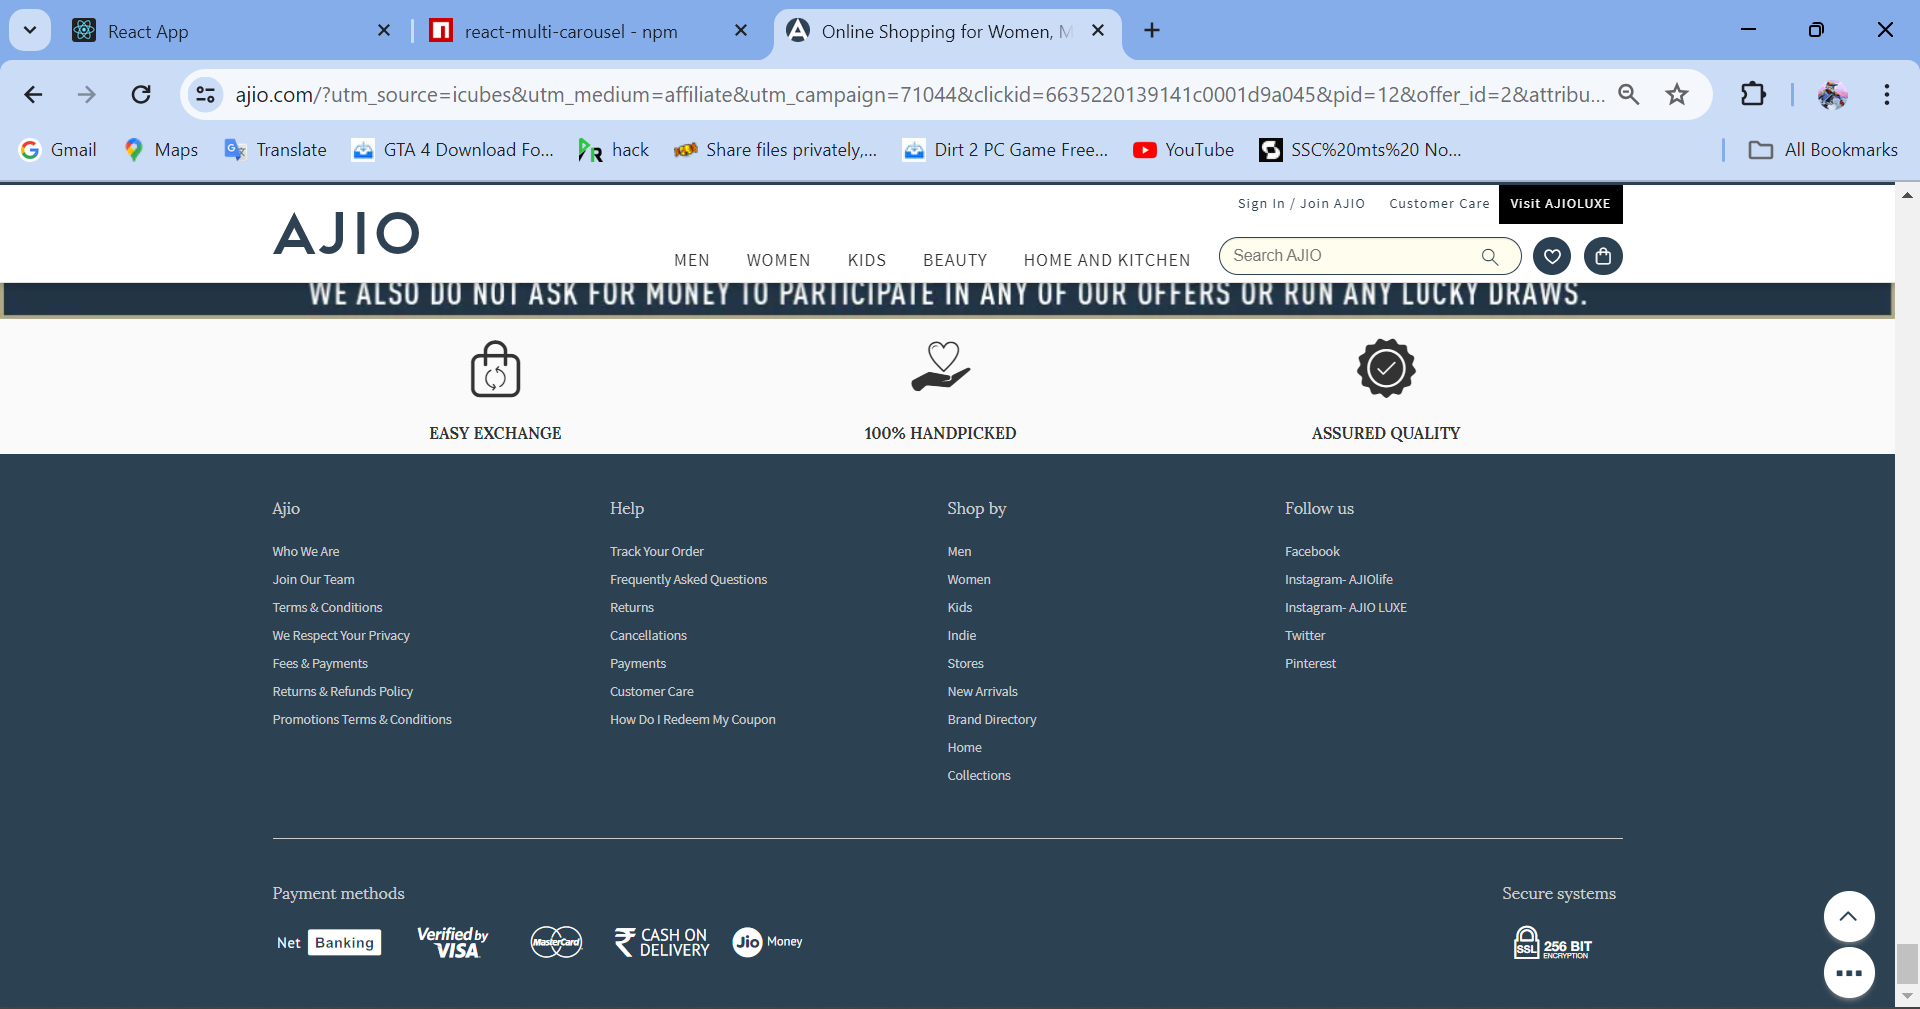 React App
react-multi-carousel - npm
Online Shopping for Women, M
ajio.com/?utm_source=icubes&utm_medium=affiliate&utm_campaign=71044&clickid=6635220139141c0001d9a045&pid=12&offer_id=2&attribu...
Gmail Maps Translate GTA 4 Download Fo... hack Share files privately,... Dirt 2 PC Game Free... YouTube SSC%20mts%20 No... All Bookmarks
Sign In / Join AJIO Customer Care Visit AJIOLUXE
AJIO
MEN WOMEN KIDS BEAUTY HOME AND KITCHEN
Search AJIO
WE ALSO DO NOT ASK FOR MONEY TO PARTICIPATE IN ANY OF OUR OFFERS OR RUN ANY LUCKY DRAWS.
EASY EXCHANGE
100% HANDPICKED
ASSURED QUALITY
Ajio
Who We Are
Join Our Team
Terms & Conditions
We Respect Your Privacy
Fees & Payments
Returns & Refunds Policy
Promotions Terms & Conditions
Help
Track Your Order
Frequently Asked Questions
Returns
Cancellations
Payments
Customer Care
How Do I Redeem My Coupon
Shop by
Men
Women
Kids
Indie
Stores
New Arrivals
Brand Directory
Home
Collections
Follow us
Facebook
Instagram- AJIOlife
Instagram- AJIO LUXE
Twitter
Pinterest
Payment methods
Net Banking
Verified by
VISA
MasterCard
₹ CASH ON
DELIVERY
Jio Money
Secure systems
SSL
256 BIT
ENCRYPTION